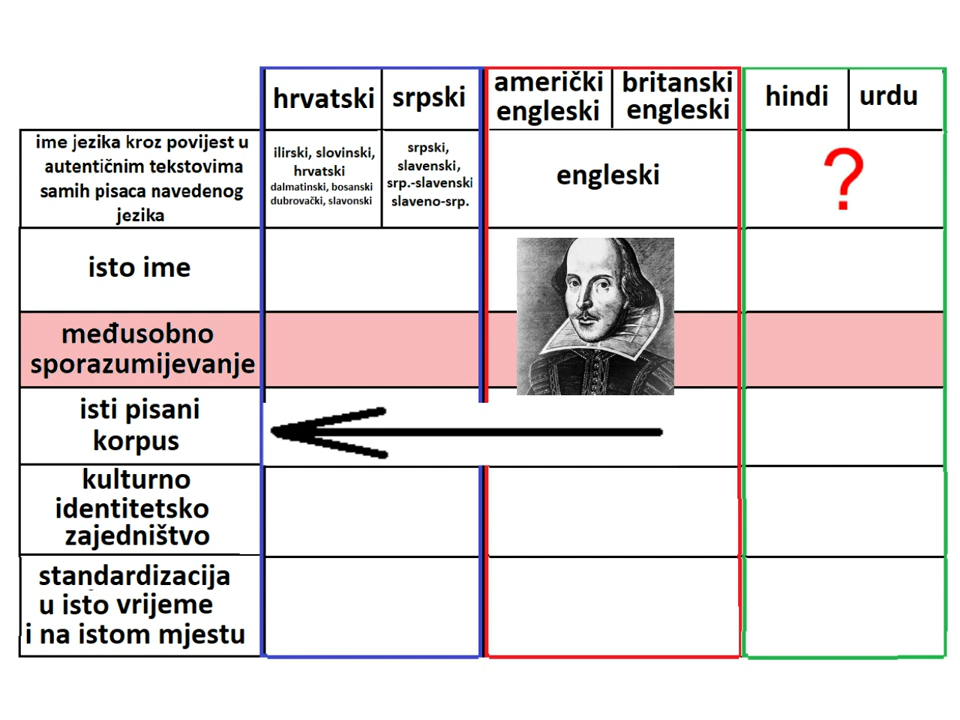 hrvatski
srpski
américki
engleski
britanski
engleski
hindi
urdu
ime jezika kroz povijest u
autentičnim tekstovima
samih pisaca navedenog
jezika
ilirski, slovinski,
hrvatski
dalmatinski, bosanski
dubrovački, slavonski
srpski,
slavenski,
srp.-slavenski
slaveno-srp.
engleski
?
isto ime
međusobno
sporazumijevanje
isti pisani
korpus
kulturno
identitetsko
zajedništvo
standardizacija
u isto vrijeme
i na istom mjestu